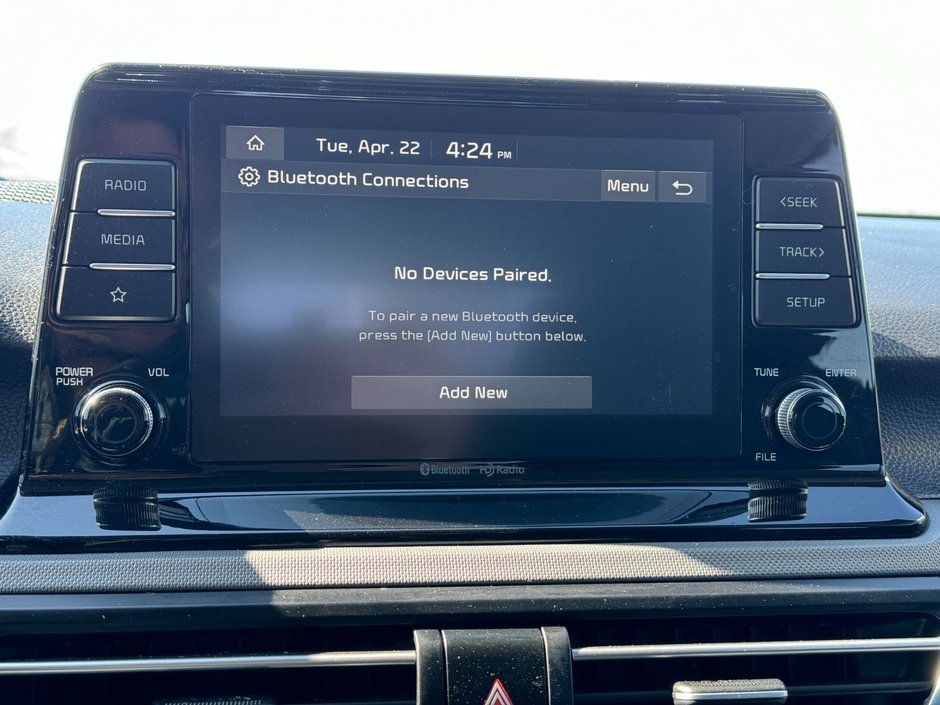 Tue, Apr. 22 4:24 PM
Bluetooth Connections Menu
No Devices Paired.
To pair a new Bluetooth device,
press the [Add New] button below.
Add New
RADIO
MEDIA
POWER
PUSH
VOL
<SEEK
TRACK>
SETUP
TUNE
ENTER
FILE
Bluetooth HD Radio